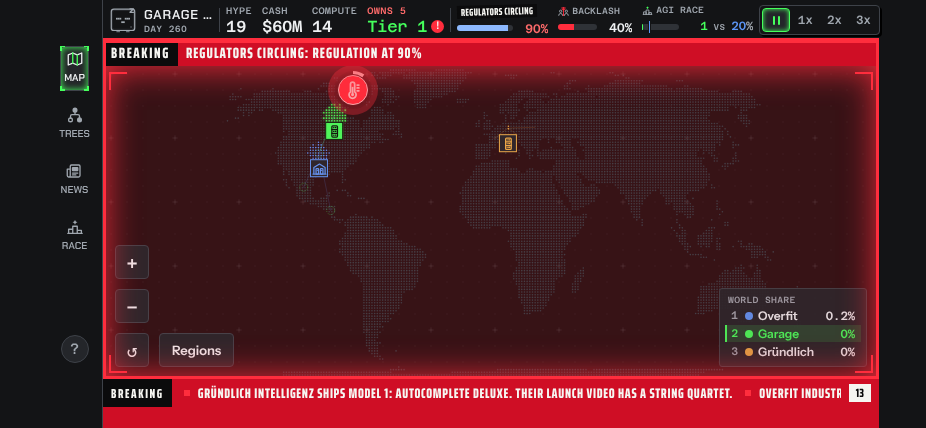 GARAGE ...
DAY 260
HYPE
19
CASH
$60M
COMPUTE
14
OWNS 5
Tier 1
!
REGULATORS CIRCLING
90%
BACKLASH
40%
AGI RACE
1 VS 20%
1x
2x
3x
BREAKING
REGULATORS CIRCLING: REGULATION AT 90%
MAP
TREES
NEWS
RACE
?
+
−
↺
Regions
WORLD SHARE
1 Overfit 0.2%
2 Garage 0%
3 Gründlich 0%
BREAKING
GRÜNDLICH INTELLIGENZ SHIPS MODEL 1: AUTOCOMPLETE DELUXE. THEIR LAUNCH VIDEO HAS A STRING QUARTET.
OVERFIT INDUSTR
13